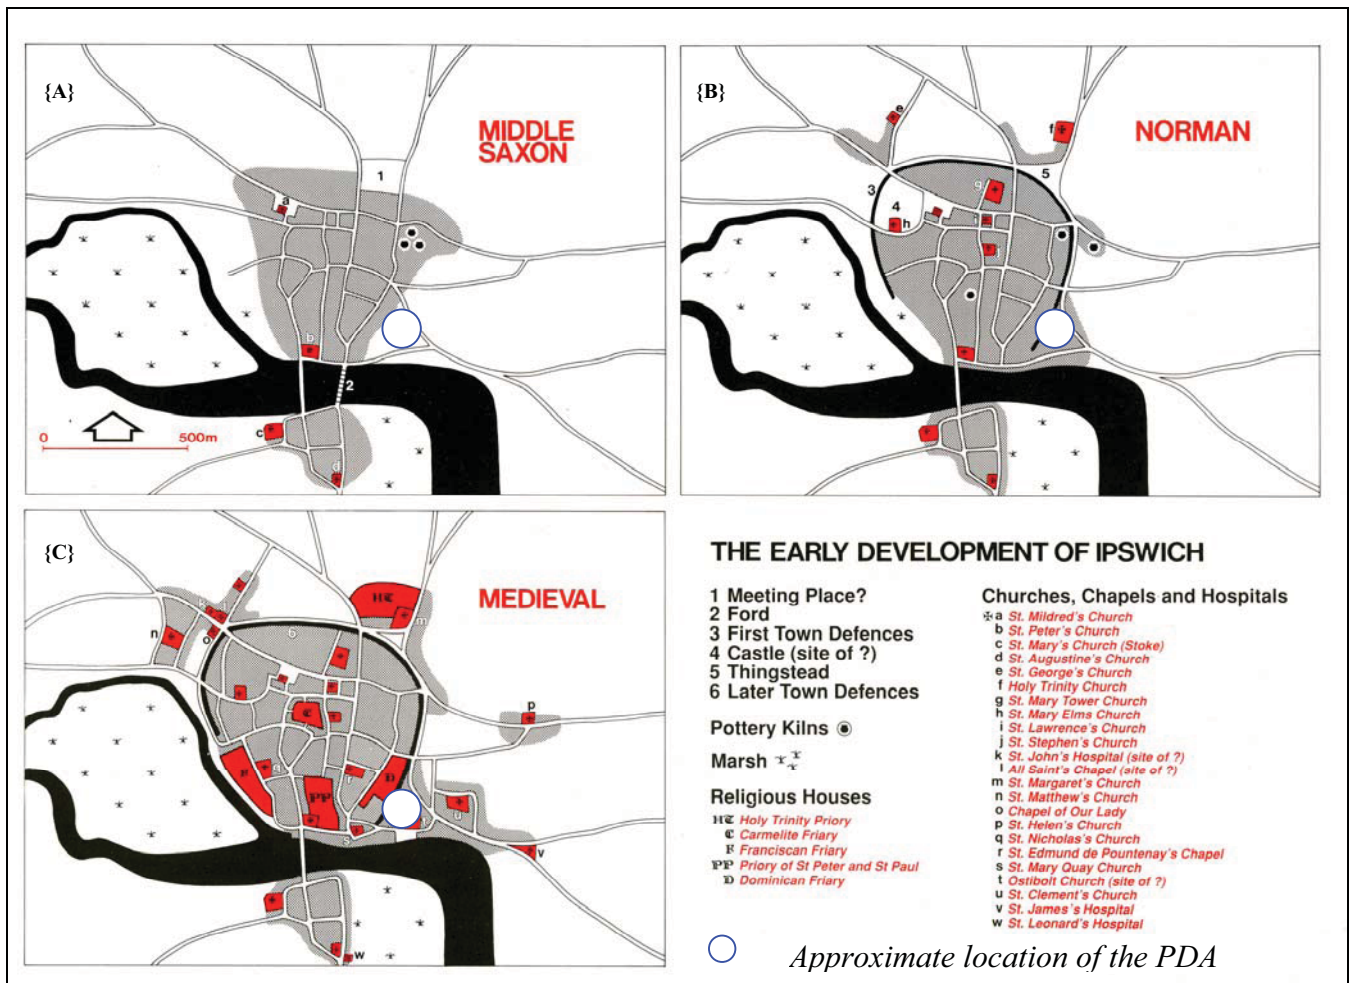 {A}
MIDDLE
SAXON
1
a
b
2
c
d
0 500m
{B}
NORMAN
e
f
5
3
g
4
h
i
j
{C}
MEDIEVAL
HT
m
k
l
n
o
6
p
C
F
q
PP
r
D
t
u
s
v
w
THE EARLY DEVELOPMENT OF IPSWICH
1 Meeting Place?
2 Ford
3 First Town Defences
4 Castle (site of ?)
5 Thingstead
6 Later Town Defences
Pottery Kilns
Marsh
Religious Houses
HT Holy Trinity Priory
C Carmelite Friary
F Franciscan Friary
PP Priory of St Peter and St Paul
D Dominican Friary
Churches, Chapels and Hospitals
a St. Mildred's Church
b St. Peter's Church
c St. Mary's Church (Stoke)
d St. Augustine's Church
e St. George's Church
f Holy Trinity Church
g St. Mary Tower Church
h St. Mary Elms Church
i St. Lawrence's Church
j St. Stephen's Church
k St. John's Hospital (site of ?)
l All Saint's Chapel (site of ?)
m St. Margaret's Church
n St. Matthew's Church
o Chapel of Our Lady
p St. Helen's Church
q St. Nicholas's Church
r St. Edmund de Pountenay's Chapel
s St. Mary Quay Church
t Ostibolt Church (site of ?)
u St. Clement's Church
v St. James's Hospital
w St. Leonard's Hospital
Approximate location of the PDA